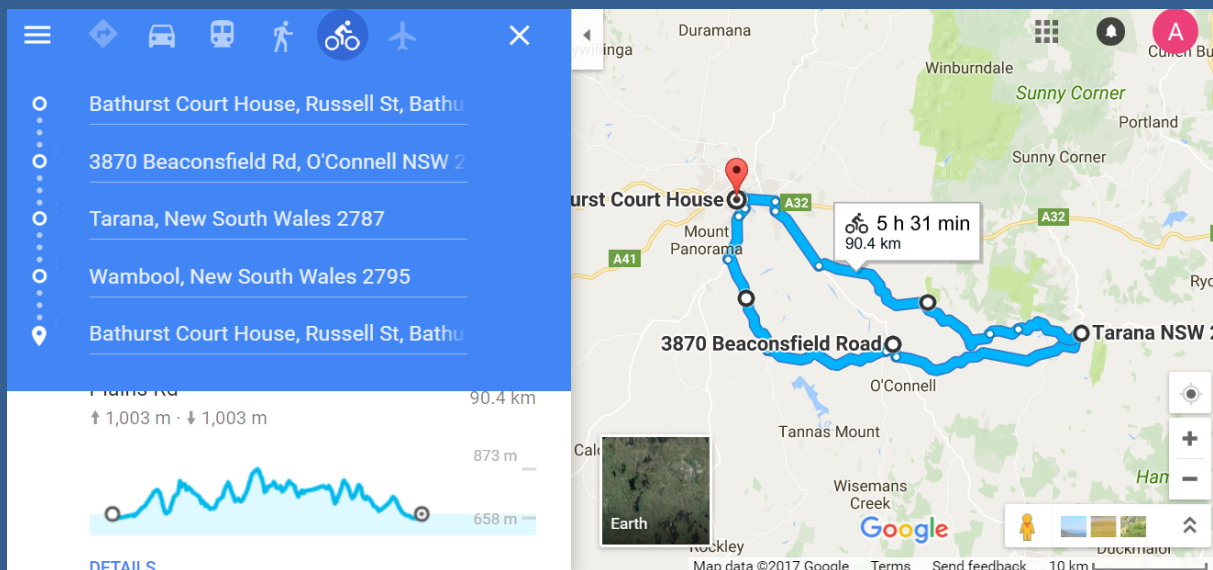 Bathurst Court House, Russell St, Bathu
3870 Beaconsfield Rd, O'Connell NSW 2
Tarana, New South Wales 2787
Wambool, New South Wales 2795
Bathurst Court House, Russell St, Bathu
Plains Rd
90.4 km
1,003 m · 1,003 m
873 m
658 m
DETAILS
Duramana
A
Winburndale
Sunny Corner
Portland
Sunny Corner
urst Court House
A32
5 h 31 min
90.4 km
A32
Mount
Panorama
A41
Ryc
3870 Beaconsfield Road
Tarana NSW 2
O'Connell
Tannas Mount
Wisemans
Creek
Earth
Google
Rockley
Map data ©2017 Google Terms Send feedback 10 km